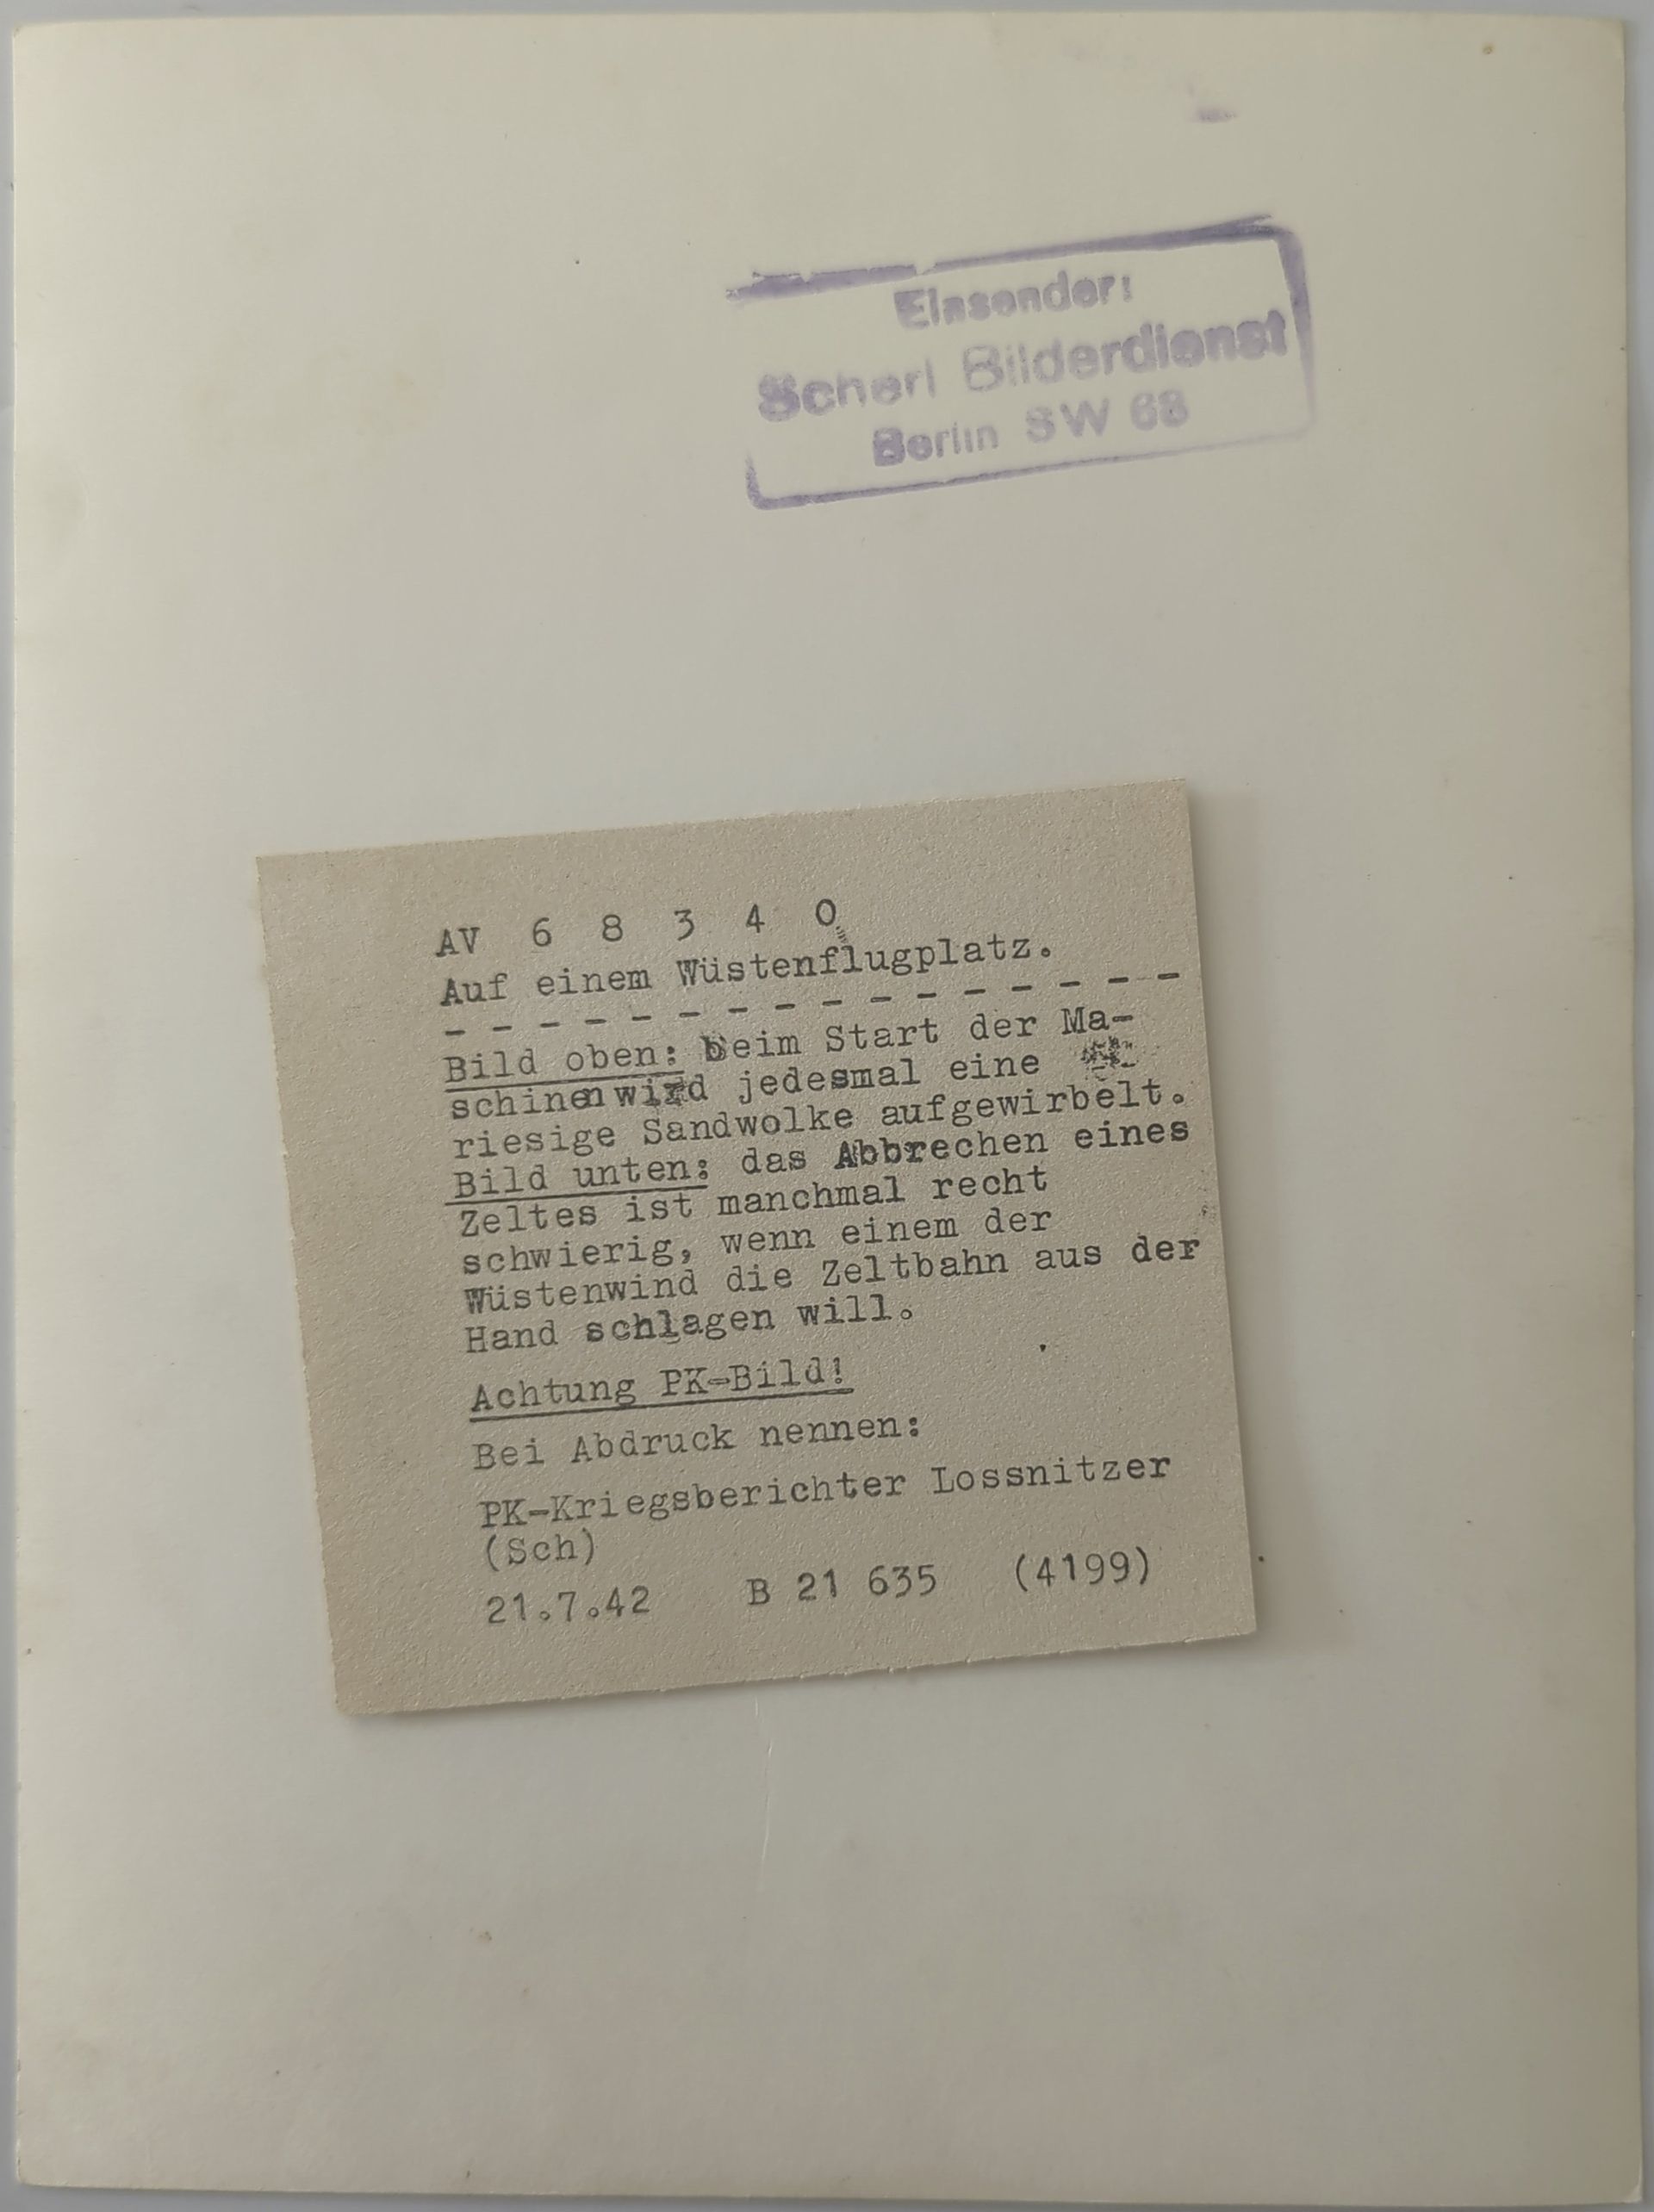 Einsender:
Scherl Bilderdienst
Berlin SW 68
AV 6 8 3 4 0
Auf einem Wüstenflugplatz.
- - - - - - - - - - - - - - - -
Bild oben: beim Start der Ma-
schinen wird jedesmal eine
riesige Sandwolke aufgewirbelt.
Bild unten: das Abbrechen eines
Zeltes ist manchmal recht
schwierig, wenn einem der
Wüstenwind die Zeltbahn aus der
Hand schlagen will.
Achtung PK-Bild!
Bei Abdruck nennen:
PK-Kriegsberichter Lossnitzer
(Sch)
21.7.42 B 21 635 (4199)